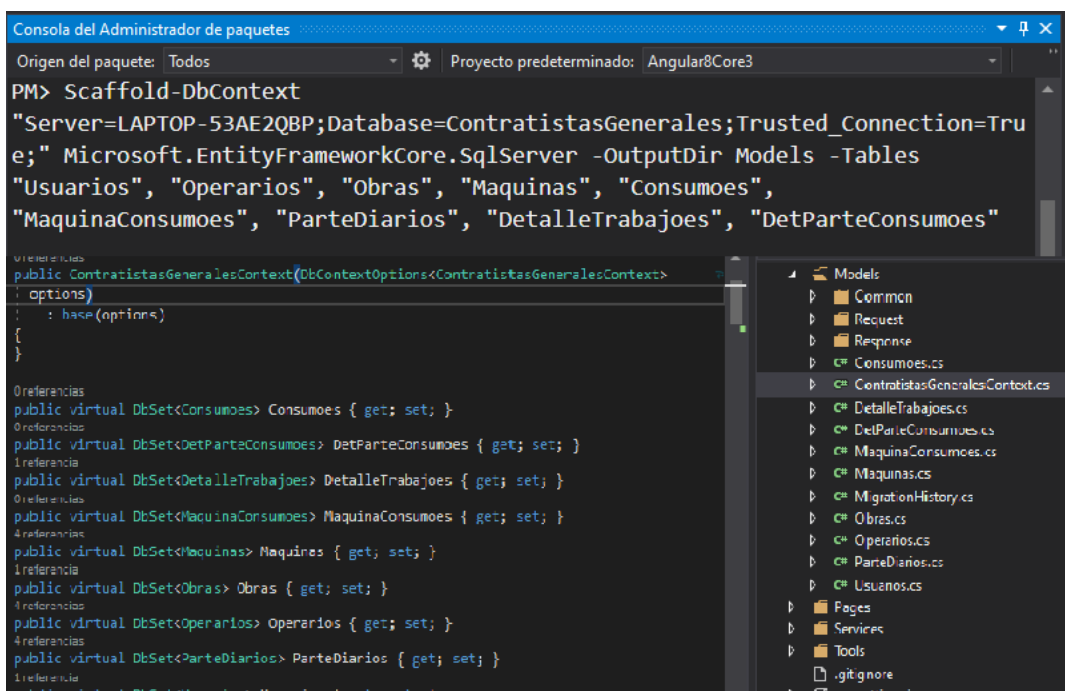 Consola del Administrador de paquetes
Origen del paquete: Todos Proyecto predeterminado: Angular8Core3
PM> Scaffold-DbContext
"Server=LAPTOP-53AE2QBP;Database=ContratistasGenerales;Trusted_Connection=Tru
e;" Microsoft.EntityFrameworkCore.SqlServer -OutputDir Models -Tables
"Usuarios", "Operarios", "Obras", "Maquinas", "Consumoes",
"MaquinaConsumoes", "ParteDiarios", "DetalleTrabajoes", "DetParteConsumoes"
0 referencias
public ContratistasGeneralesContext(DbContextOptions<ContratistasGeneralesContext>
options)
: base(options)
{
}
0 referencias
public virtual DbSet<Consumoes> Consumoes { get; set; }
0 referencias
public virtual DbSet<DetParteConsumoes> DetParteConsumoes { get; set; }
1 referencia
public virtual DbSet<DetalleTrabajoes> DetalleTrabajoes { get; set; }
0 referencias
public virtual DbSet<MaquinaConsumoes> MaquinaConsumoes { get; set; }
4 referencias
public virtual DbSet<Maquinas> Maquinas { get; set; }
1 referencia
public virtual DbSet<Obras> Obras { get; set; }
4 referencias
public virtual DbSet<Operarios> Operarios { get; set; }
4 referencias
public virtual DbSet<ParteDiarios> ParteDiarios { get; set; }
1 referencia
Models
Common
Request
Response
C# Consumoes.cs
C# ContratistasGeneralesContext.cs
C# DetalleTrabajoes.cs
C# DetParteConsumoes.cs
C# MaquinaConsumoes.cs
C# Maquinas.cs
C# MigrationHistory.cs
C# Obras.cs
C# Operarios.cs
C# ParteDiarios.cs
C# Usuarios.cs
Pages
Services
Tools
.gitignore